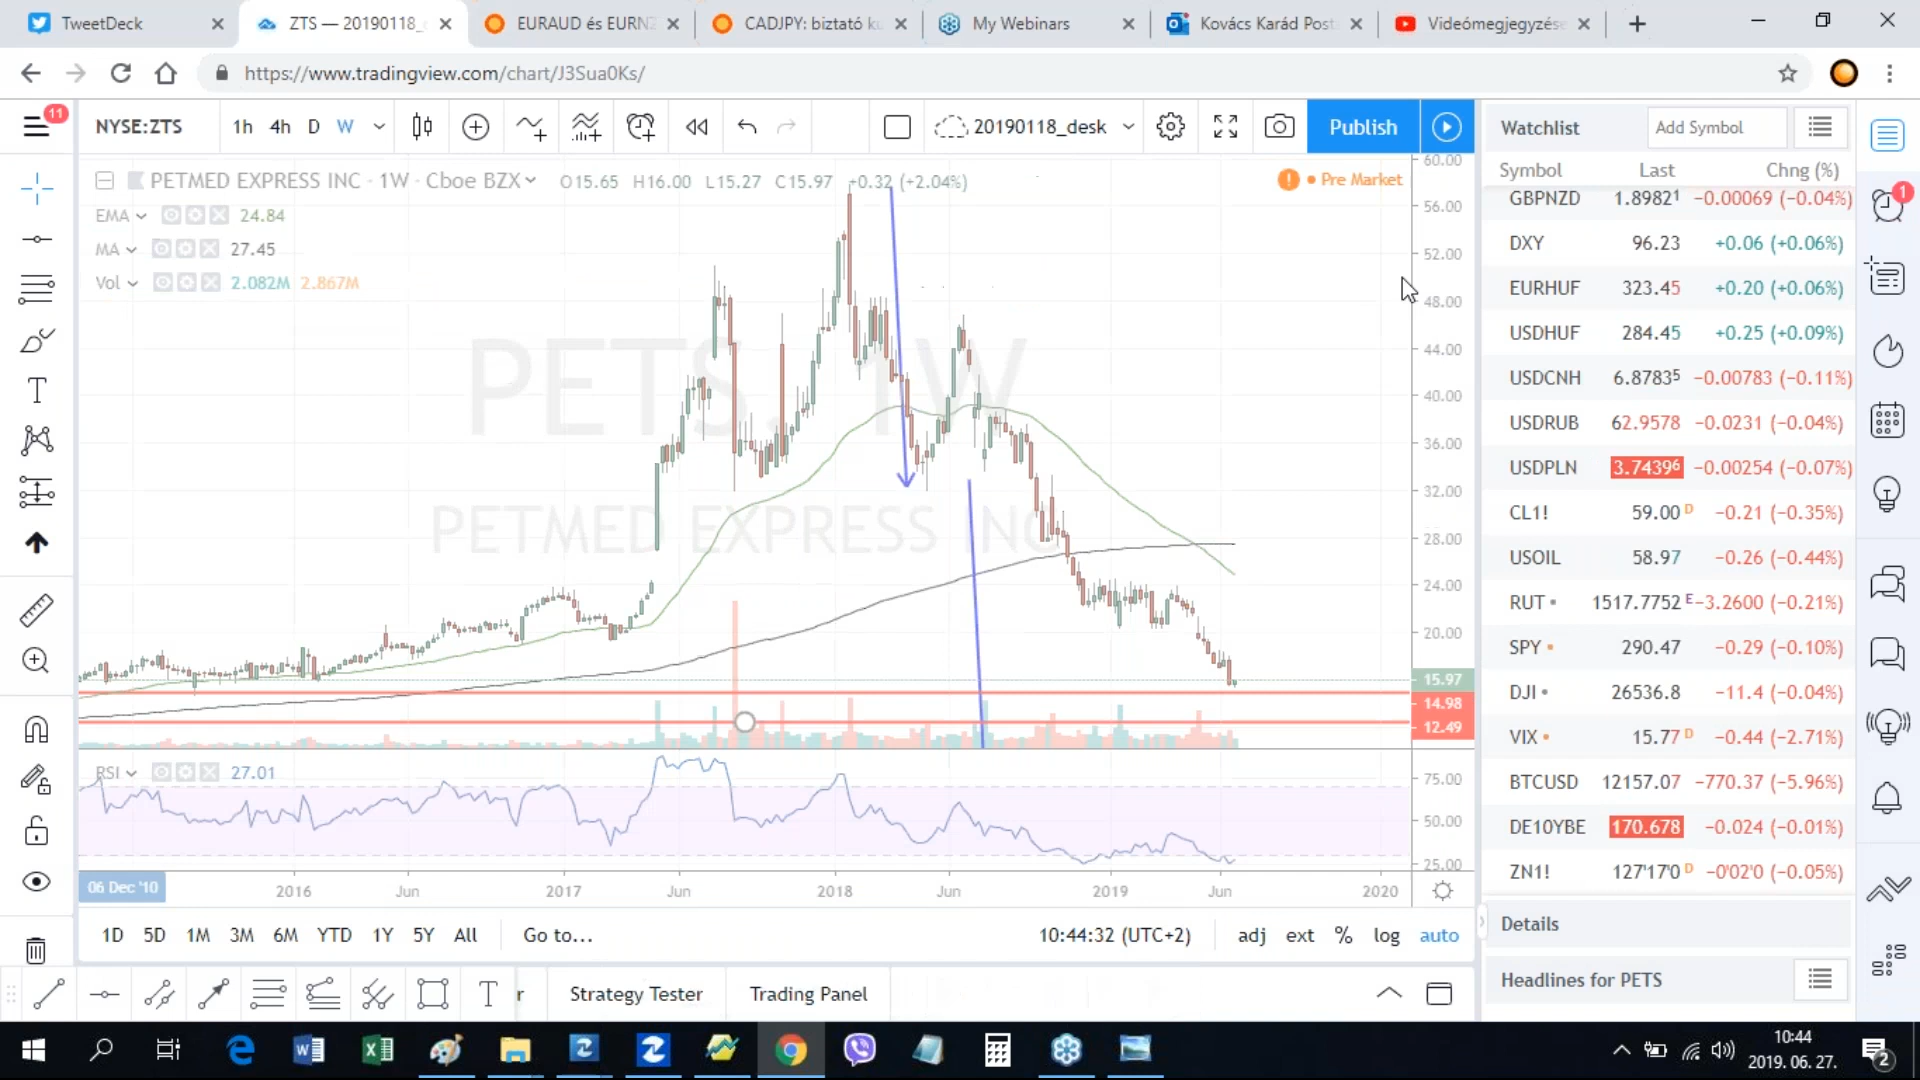 TweetDeck
ZTS — 20190118_
EURAUD és EURNZ
CADJPY: biztató k
My Webinars
Kovács Karád Post
Videómegjegyzése
https://www.tradingview.com/chart/J3Sua0Ks/
11
NYSE:ZTS
1h 4h D W
20190118_desk
Publish
PETMED EXPRESS INC · 1W · Cboe BZX O15.65 H16.00 L15.27 C15.97 +0.32 (+2.04%)
Pre Market
EMA 24.84
MA 27.45
Vol 2.082M 2.867M
PETS, 1W
PETMED EXPRESS INC
60.00
56.00
52.00
48.00
44.00
40.00
36.00
32.00
28.00
24.00
20.00
15.97
14.98
12.49
RSI 27.01
75.00
50.00
25.00
06 Dec '10
2016 Jun 2017 Jun 2018 Jun 2019 Jun 2020
1D 5D 1M 3M 6M YTD 1Y 5Y All Go to...
10:44:32 (UTC+2) adj ext % log auto
T
r Strategy Tester Trading Panel
Watchlist Add Symbol
Symbol Last Chng (%)
GBPNZD 1.89821 −0.00069 (−0.04%)
DXY 96.23 +0.06 (+0.06%)
EURHUF 323.45 +0.20 (+0.06%)
USDHUF 284.45 +0.25 (+0.09%)
USDCNH 6.87835 −0.00783 (−0.11%)
USDRUB 62.9578 −0.0231 (−0.04%)
USDPLN 3.74396 −0.00254 (−0.07%)
CL1! 59.00 D −0.21 (−0.35%)
USOIL 58.97 −0.26 (−0.44%)
RUT 1517.7752 E −3.2600 (−0.21%)
SPY 290.47 −0.29 (−0.10%)
DJI 26536.8 −11.4 (−0.04%)
VIX 15.77 D −0.44 (−2.71%)
BTCUSD 12157.07 −770.37 (−5.96%)
DE10YBE 170.678 −0.024 (−0.01%)
ZN1! 127'17'0 D −0'02'0 (−0.05%)
Details
Headlines for PETS
1
10:44
2019. 06. 27.
2